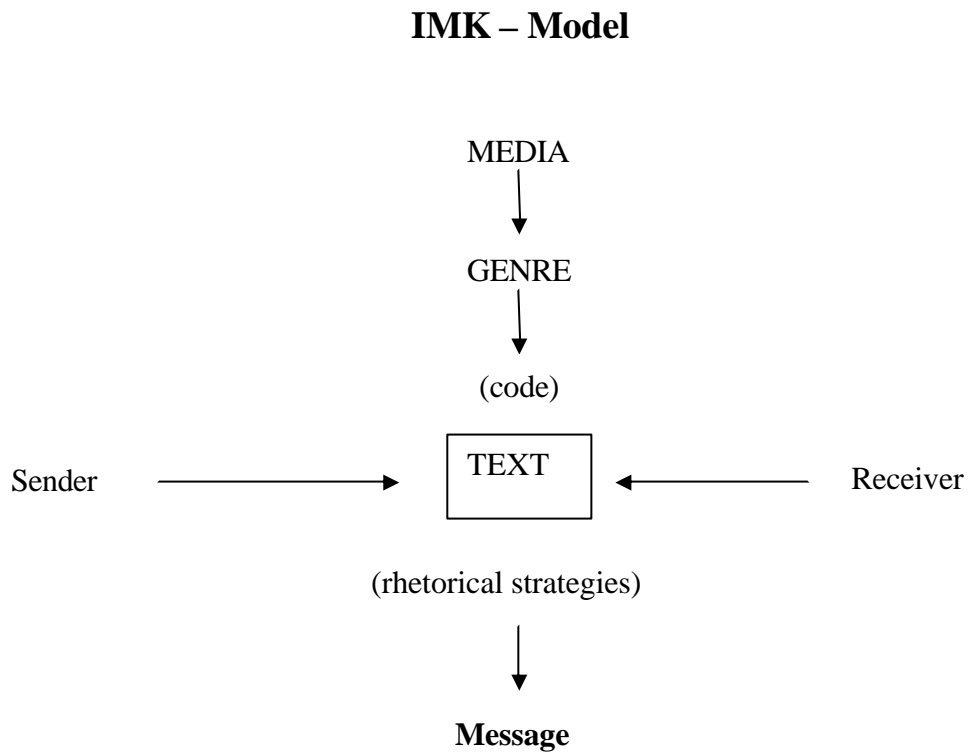 IMK – Model
MEDIA
GENRE
(code)
TEXT
Sender
Receiver
(rhetorical strategies)
Message